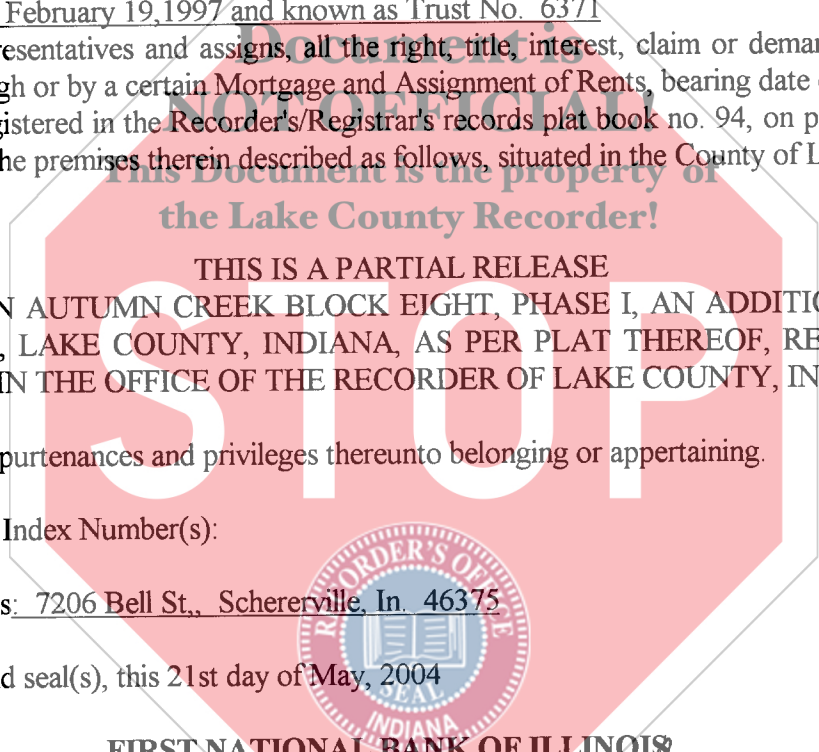 February 19,1997 and known as Trust No. 6371
resentatives and assigns, all the right, title, interest, claim or deman
gh or by a certain Mortgage and Assignment of Rents, bearing date
gistered in the Recorder's/Registrar's records plat book no. 94, on p
he premises therein described as follows, situated in the County of L
Document is
NOT OFFICIAL!
This Document is the property of
the Lake County Recorder!
THIS IS A PARTIAL RELEASE
N AUTUMN CREEK BLOCK EIGHT, PHASE I, AN ADDITIO
, LAKE COUNTY, INDIANA, AS PER PLAT THEREOF, RE
IN THE OFFICE OF THE RECORDER OF LAKE COUNTY, IN
STOP
purtenances and privileges thereunto belonging or appertaining.
Index Number(s):
s: 7206 Bell St,, Schererville, In. 46375
d seal(s), this 21st day of May, 2004
RECORDER'S OFFICE
SEAL
INDIANA
FIRST NATIONAL BANK OF ILLINOIS